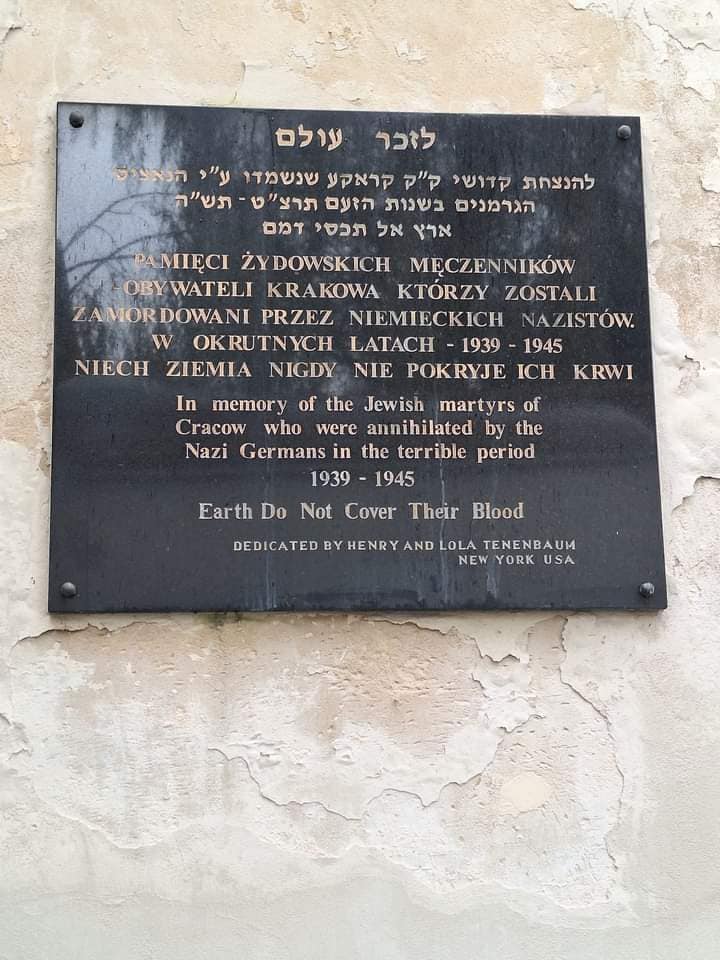 לזכר עולם
להנצחת קדושי ק״ק קראקע שנשמדו ע״י הנאצים
הגרמנים בשנות הזעם תרצ״ט - תש״ה
ארץ אל תכסי דמם
PAMIĘCI ŻYDOWSKICH MĘCZENNIKÓW
-OBYWATELI KRAKOWA KTÓRZY ZOSTALI
ZAMORDOWANI PRZEZ NIEMIECKICH NAZISTÓW.
W OKRUTNYCH LATACH - 1939 - 1945
NIECH ZIEMIA NIGDY NIE POKRYJE ICH KRWI
In memory of the Jewish martyrs of
Cracow who were annihilated by the
Nazi Germans in the terrible period
1939 - 1945
Earth Do Not Cover Their Blood
DEDICATED BY HENRY AND LOLA TENENBAUM
NEW YORK USA